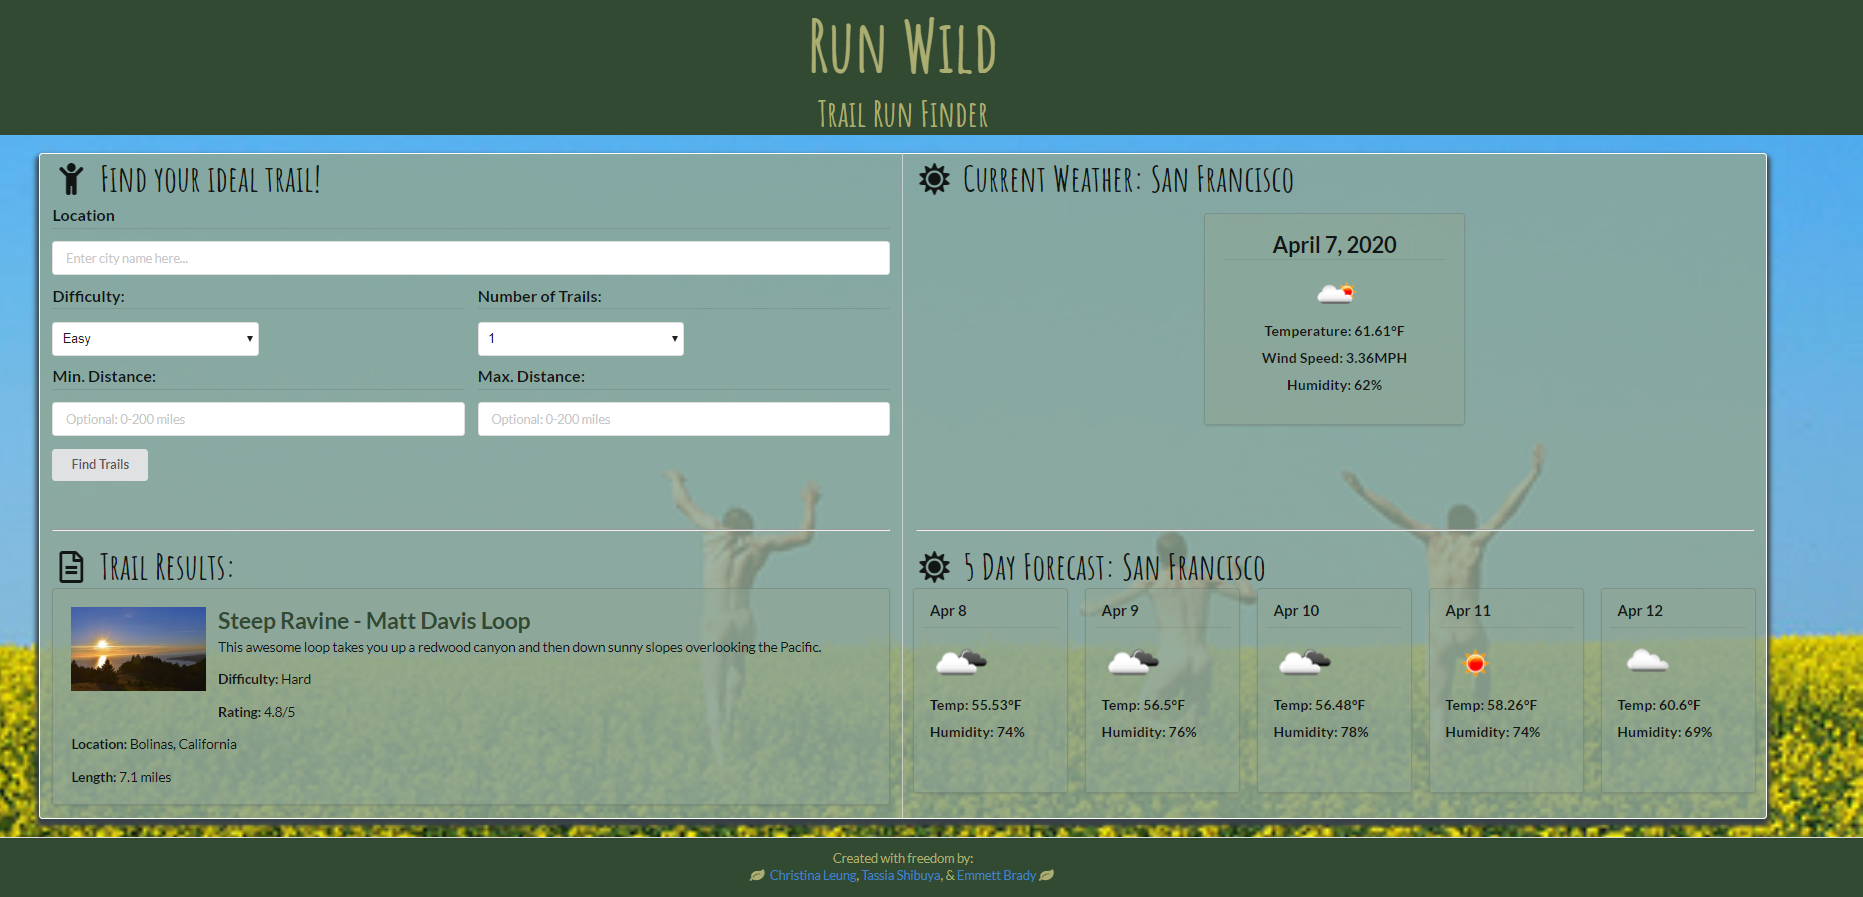 Run Wild
Trail Run Finder
Find your ideal trail!
Location
Enter city name here...
Difficulty:
Number of Trails:
Easy
1
Min. Distance:
Max. Distance:
Optional: 0-200 miles
Optional: 0-200 miles
Find Trails
Current Weather: San Francisco
April 7, 2020
Temperature: 61.61°F
Wind Speed: 3.36MPH
Humidity: 62%
Trail Results:
Steep Ravine - Matt Davis Loop
This awesome loop takes you up a redwood canyon and then down sunny slopes overlooking the Pacific.
Difficulty: Hard
Rating: 4.8/5
Location: Bolinas, California
Length: 7.1 miles
5 Day Forecast: San Francisco
Apr 8
Temp: 55.53°F
Humidity: 74%
Apr 9
Temp: 56.5°F
Humidity: 76%
Apr 10
Temp: 56.48°F
Humidity: 78%
Apr 11
Temp: 58.26°F
Humidity: 74%
Apr 12
Temp: 60.6°F
Humidity: 69%
Created with freedom by:
Christina Leung, Tassia Shibuya, & Emmett Brady